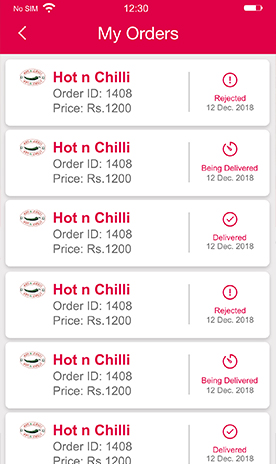 No SIM 12:30
My Orders
Hot n Chilli
Order ID: 1408
Price: Rs.1200
Rejected
12 Dec. 2018
Hot n Chilli
Order ID: 1408
Price: Rs.1200
Being Delivered
12 Dec. 2018
Hot n Chilli
Order ID: 1408
Price: Rs.1200
Delivered
12 Dec. 2018
Hot n Chilli
Order ID: 1408
Price: Rs.1200
Rejected
12 Dec. 2018
Hot n Chilli
Order ID: 1408
Price: Rs.1200
Being Delivered
12 Dec. 2018
Hot n Chilli
Order ID: 1408
Price: Rs.1200
Delivered
12 Dec. 2018